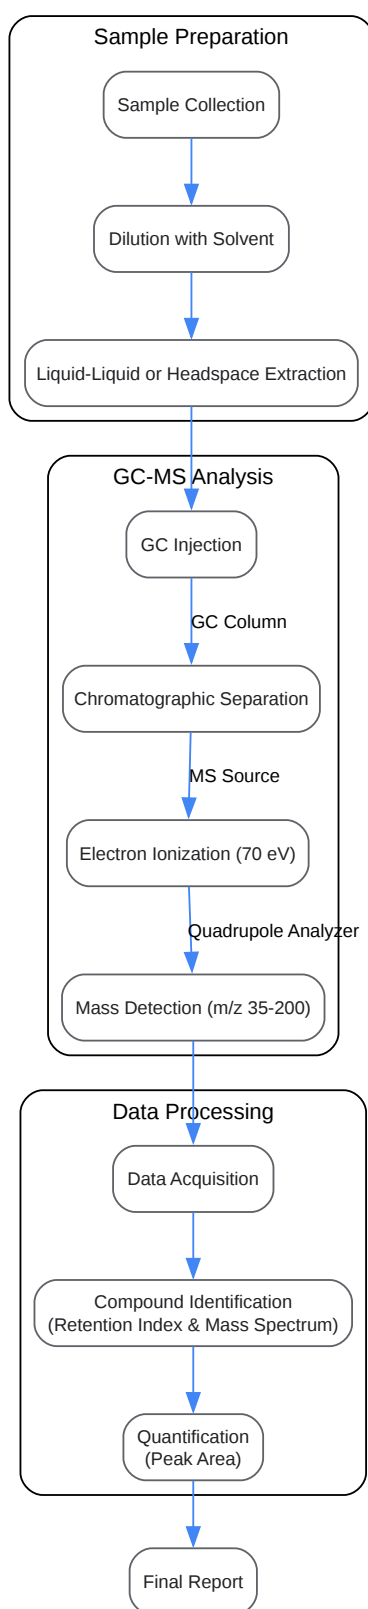 Sample Preparation
Sample Collection
Dilution with Solvent
Liquid-Liquid or Headspace Extraction
GC-MS Analysis
GC Injection
GC Column
Chromatographic Separation
MS Source
Electron Ionization (70 eV)
Quadrupole Analyzer
Mass Detection (m/z 35-200)
Data Processing
Data Acquisition
Compound Identification
(Retention Index & Mass Spectrum)
Quantification
(Peak Area)
Final Report